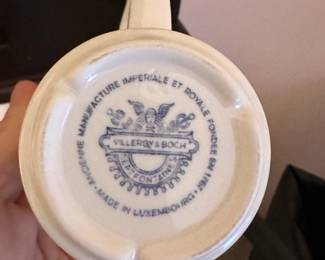 ANCIENNE MANUFACTURE IMPERIALE ET ROYALE FONDEE EN 1767
VILLEROY & BOCH
SEPTFONTAINES
· MADE IN LUXEMBOURG ·